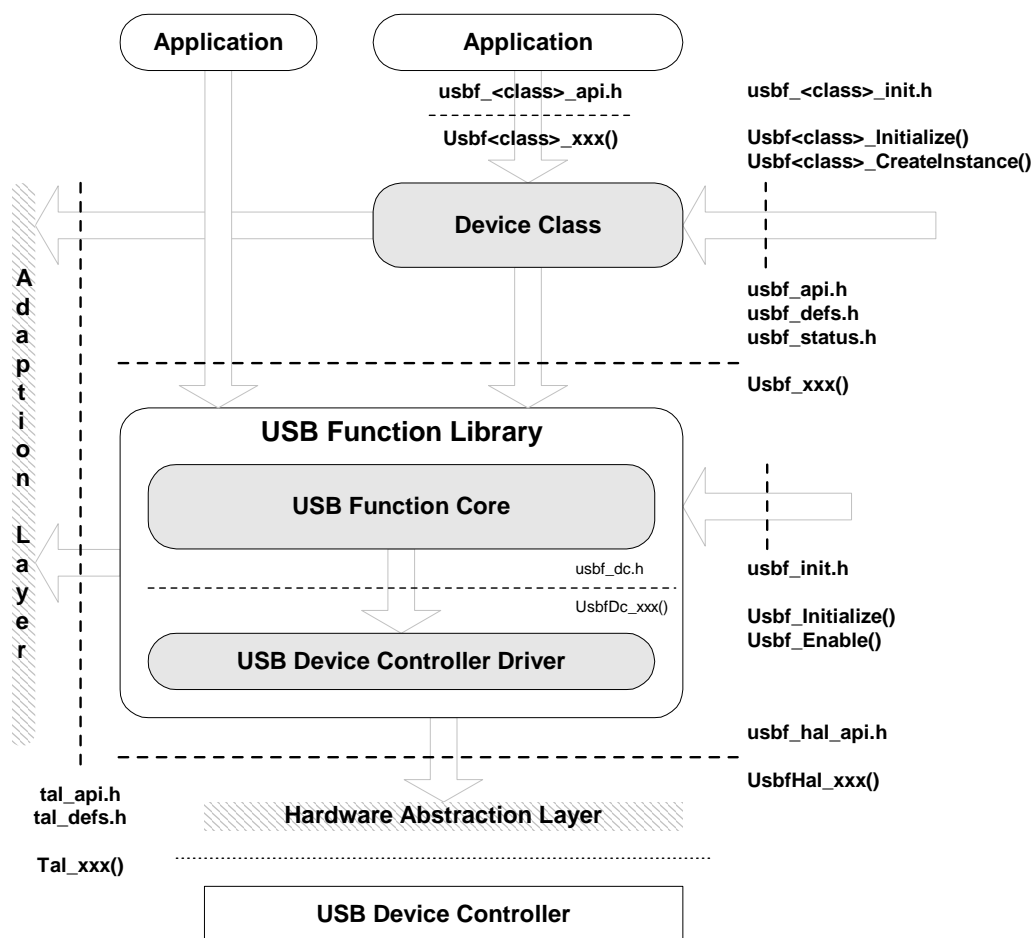 Application
Application
usbf_<class>_api.h
Usbf<class>_xxx()
usbf_<class>_init.h
Usbf<class>_Initialize()
Usbf<class>_CreateInstance()
Device Class
Adaption Layer
usbf_api.h
usbf_defs.h
usbf_status.h
Usbf_xxx()
USB Function Library
USB Function Core
usbf_dc.h
UsbfDc_xxx()
USB Device Controller Driver
usbf_init.h
Usbf_Initialize()
Usbf_Enable()
usbf_hal_api.h
UsbfHal_xxx()
tal_api.h
tal_defs.h
Tal_xxx()
Hardware Abstraction Layer
USB Device Controller